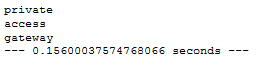 private
access
gateway
--- 0.15600037574768066 seconds ---